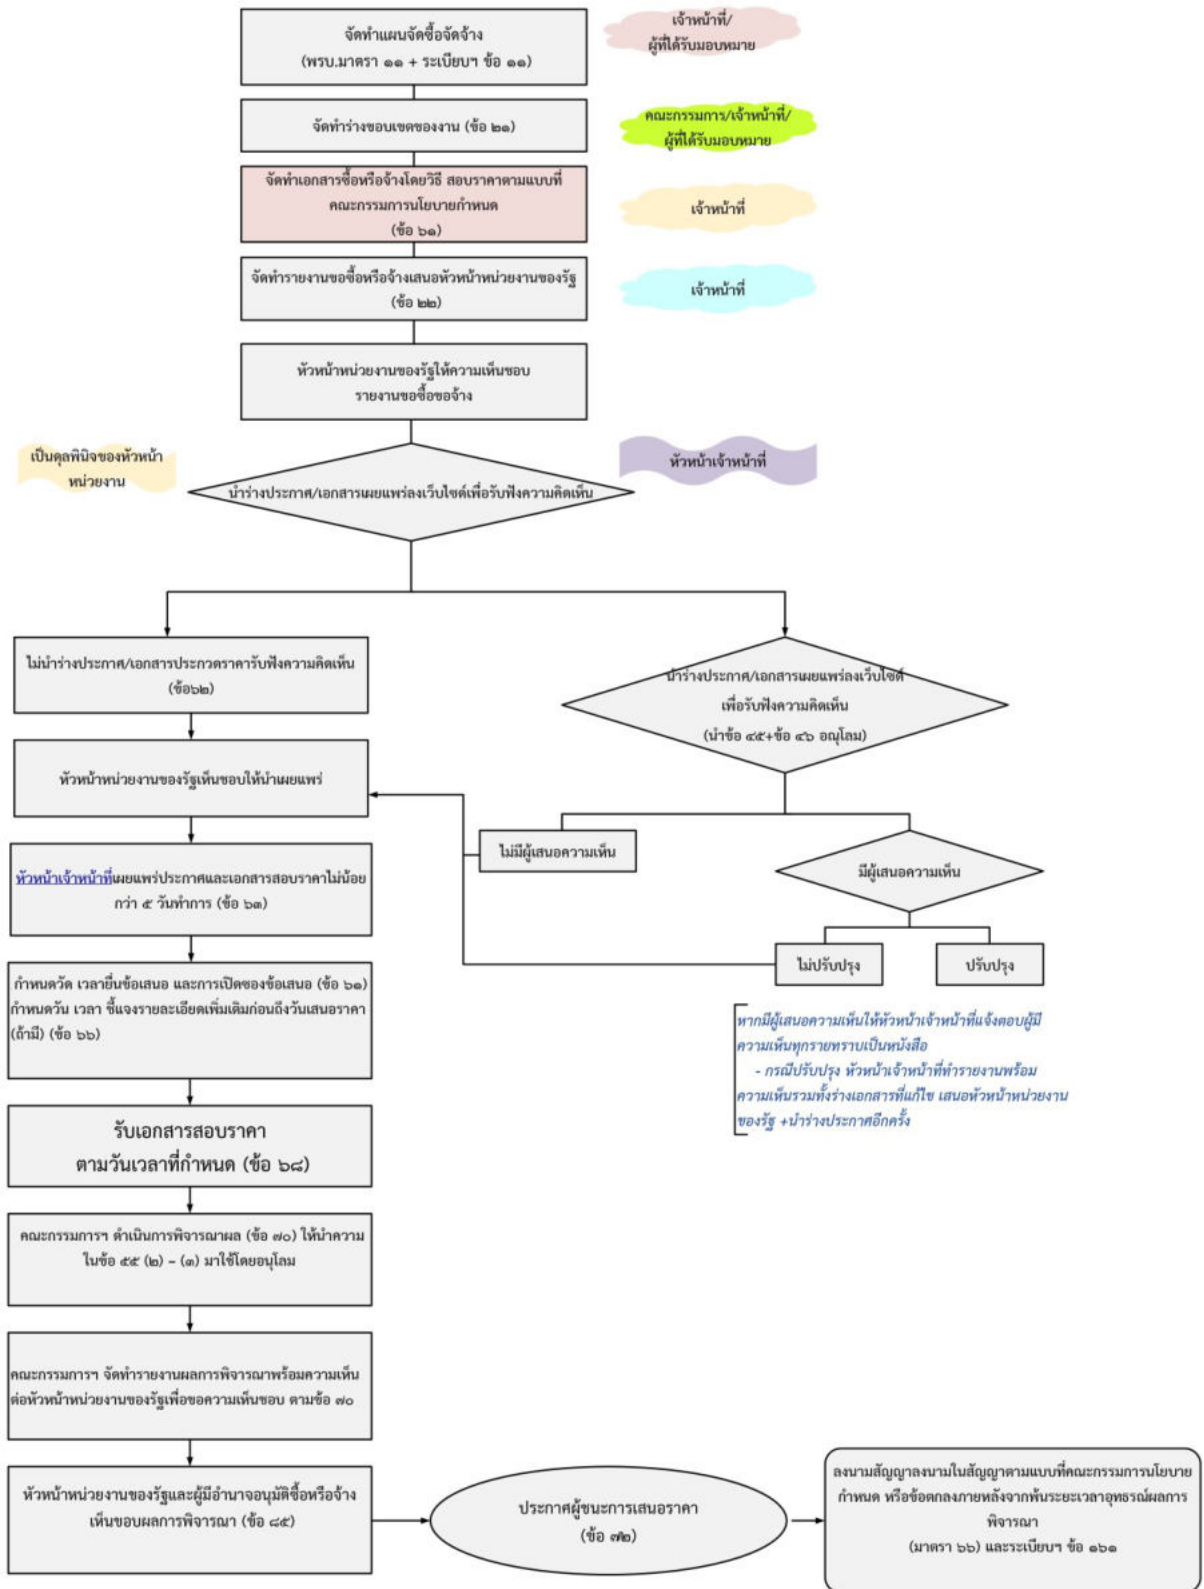 จัดทำแผนจัดซื้อจัดจ้าง
(พรบ.มาตรา ๑๑ + ระเบียบฯ ข้อ ๑๑)
เจ้าหน้าที่/
ผู้ที่ได้รับมอบหมาย
จัดทำร่างขอบเขตของงาน (ข้อ ๒๑)
คณะกรรมการ/เจ้าหน้าที่/
ผู้ที่ได้รับมอบหมาย
จัดทำเอกสารซื้อหรือจ้างโดยวิธี สอบราคาตามแบบที่
คณะกรรมการนโยบายกำหนด
(ข้อ ๖๑)
เจ้าหน้าที่
จัดทำรายงานขอซื้อหรือจ้างเสนอหัวหน้าหน่วยงานของรัฐ
(ข้อ ๒๒)
เจ้าหน้าที่
หัวหน้าหน่วยงานของรัฐให้ความเห็นชอบ
รายงานขอซื้อขอจ้าง
เป็นดุลพินิจของหัวหน้า
หน่วยงาน
นำร่างประกาศ/เอกสารเผยแพร่ลงเว็บไซต์เพื่อรับฟังความคิดเห็น
หัวหน้าเจ้าหน้าที่
ไม่นำร่างประกาศ/เอกสารประกวดราคารับฟังความคิดเห็น
(ข้อ๖๒)
นำร่างประกาศ/เอกสารเผยแพร่ลงเว็บไซต์
เพื่อรับฟังความคิดเห็น
(นำข้อ ๔๕+ข้อ ๔๖ อณุโลม)
หัวหน้าหน่วยงานของรัฐเห็นชอบให้นำเผยแพร่
ไม่มีผู้เสนอความเห็น
มีผู้เสนอความเห็น
หัวหน้าเจ้าหน้าที่เผยแพร่ประกาศและเอกสารสอบราคาไม่น้อย
กว่า ๕ วันทำการ (ข้อ ๖๓)
ไม่ปรับปรุง
ปรับปรุง
กำหนดวัด เวลายื่นข้อเสนอ และการเปิดซองข้อเสนอ (ข้อ ๖๑)
กำหนดวัน เวลา ชี้แจงรายละเอียดเพิ่มเติมก่อนถึงวันเสนอราคา
(ถ้ามี) (ข้อ ๖๖)
หากมีผู้เสนอความเห็นให้หัวหน้าเจ้าหน้าที่แจ้งตอบผู้มี
ความเห็นทุกรายทราบเป็นหนังสือ
- กรณีปรับปรุง หัวหน้าเจ้าหน้าที่ทำรายงานพร้อม
ความเห็นรวมทั้งร่างเอกสารที่แก้ไข เสนอหัวหน้าหน่วยงาน
ของรัฐ +นำร่างประกาศอีกครั้ง
รับเอกสารสอบราคา
ตามวันเวลาที่กำหนด (ข้อ ๖๘)
คณะกรรมการฯ ดำเนินการพิจารณาผล (ข้อ ๗๐) ให้นำความ
ในข้อ ๕๕ (๒) – (๓) มาใช้โดยอนุโลม
คณะกรรมการฯ จัดทำรายงานผลการพิจารณาพร้อมความเห็น
ต่อหัวหน้าหน่วยงานของรัฐเพื่อขอความเห็นชอบ ตามข้อ ๗๐
หัวหน้าหน่วยงานของรัฐและผู้มีอำนาจอนุมัติซื้อหรือจ้าง
เห็นชอบผลการพิจารณา (ข้อ ๘๕)
ประกาศผู้ชนะการเสนอราคา
(ข้อ ๗๒)
ลงนามสัญญาลงนามในสัญญาตามแบบที่คณะกรรมการนโยบาย
กำหนด หรือข้อตกลงภายหลังจากพ้นระยะเวลาอุทธรณ์ผลการ
พิจารณา
(มาตรา ๖๖) และระเบียบฯ ข้อ ๑๖๑